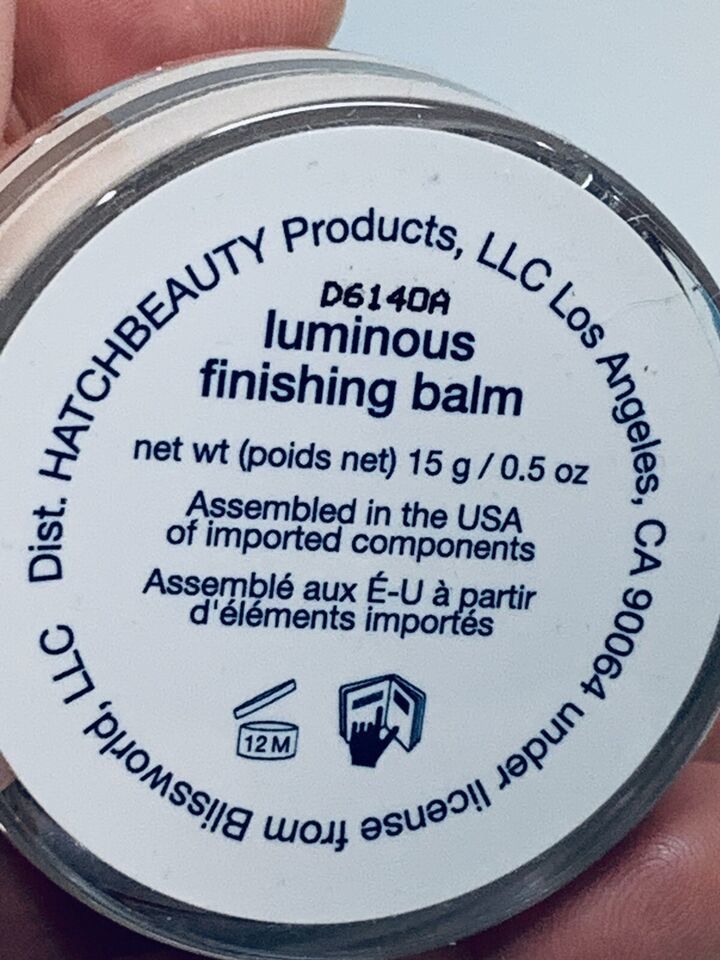 Dist. HATCHBEAUTY Products, LLC Los Angeles, CA 90064 under license from Blissworld, LLC
D6140A
luminous
finishing balm
net wt (poids net) 15 g / 0.5 oz
Assembled in the USA
of imported components
Assemblé aux É-U à partir
d'éléments importés
12 M